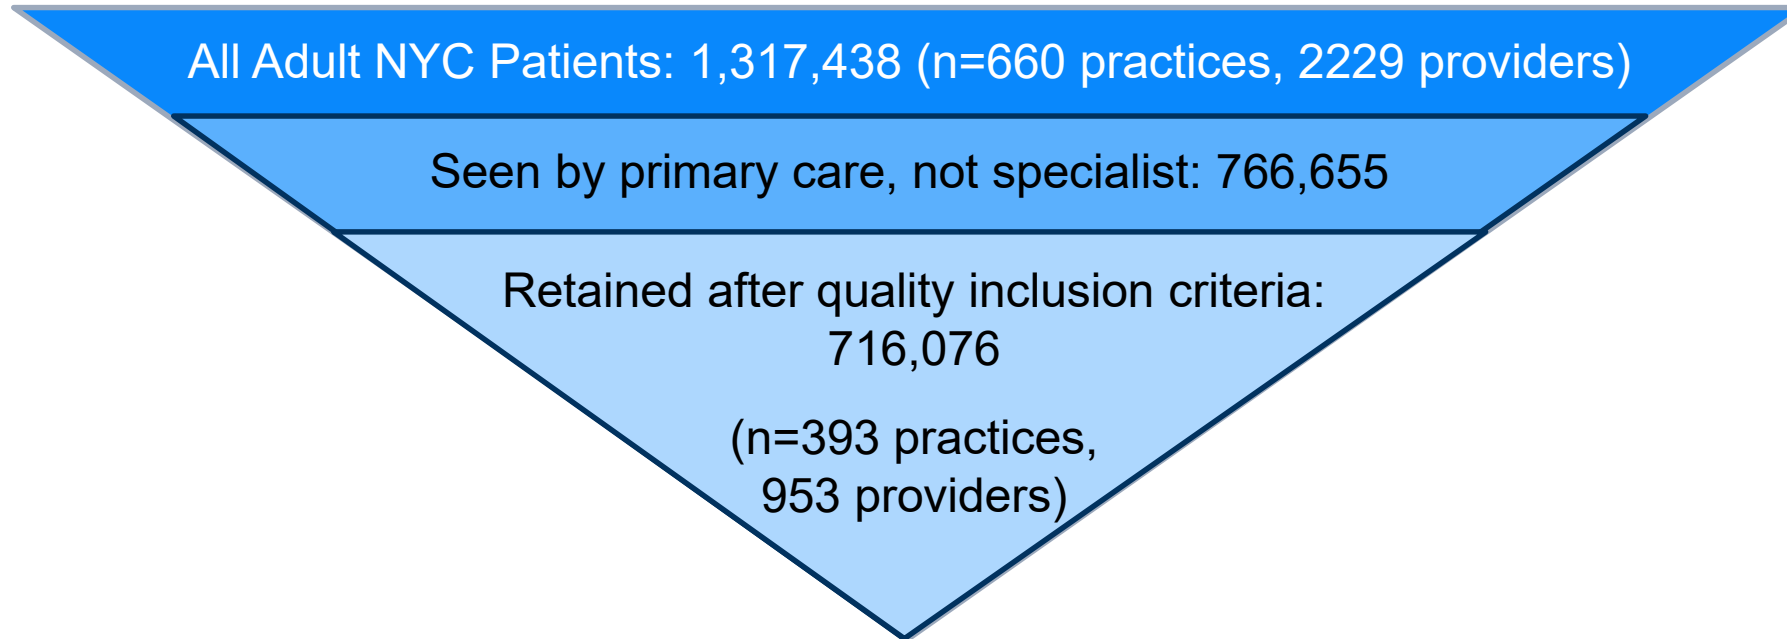 All Adult NYC Patients: 1,317,438 (n=660 practices, 2229 providers)
Seen by primary care, not specialist: 766,655
Retained after quality inclusion criteria:
716,076
(n=393 practices,
953 providers)